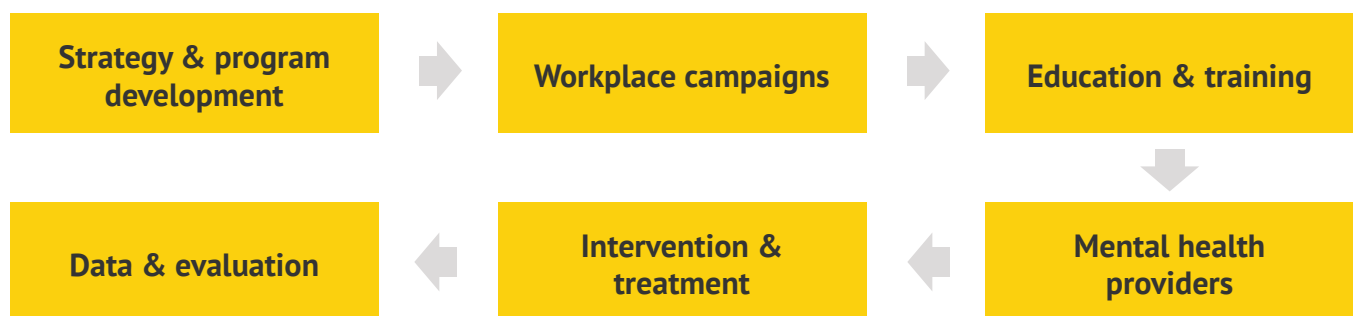 Strategy & program
development
Workplace campaigns
Education & training
Mental health
providers
Intervention &
treatment
Data & evaluation